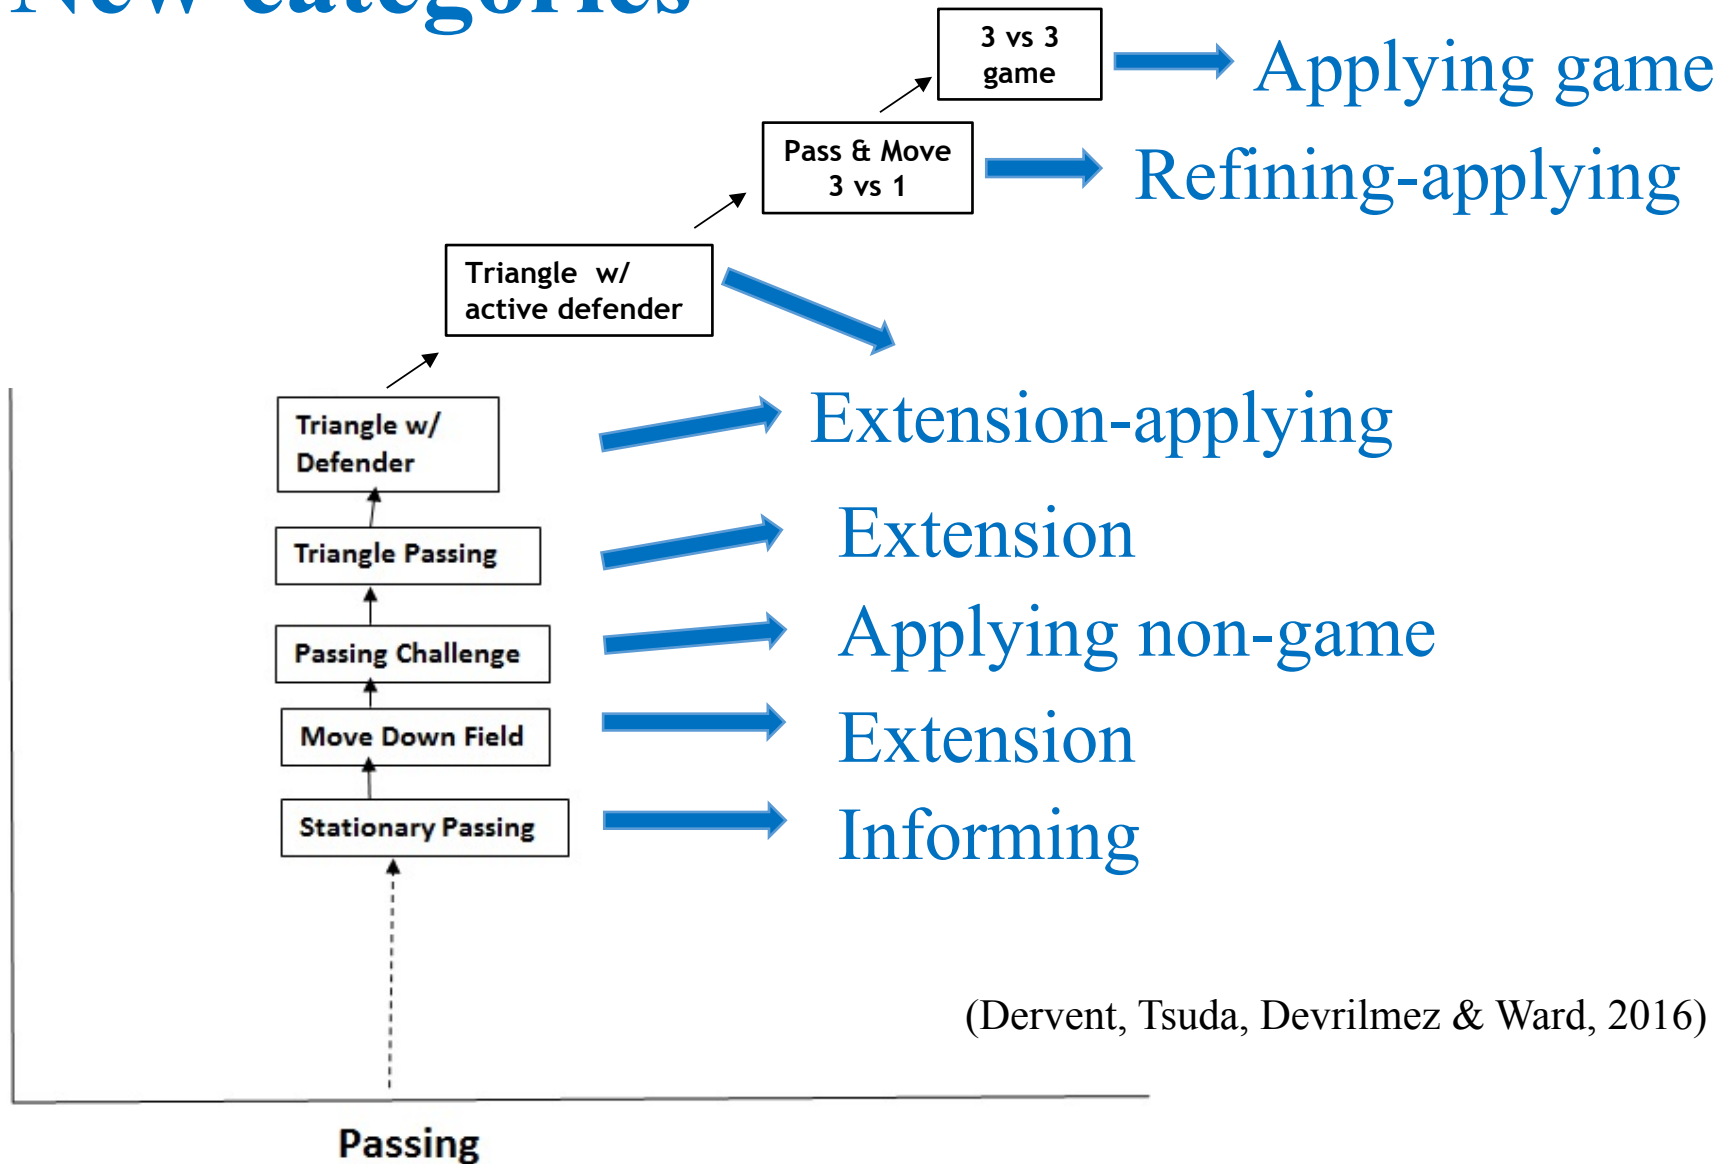 New categories
3 vs 3
game
Applying game
Pass & Move
3 vs 1
Refining-applying
Triangle w/
active defender
Triangle w/
Defender
Extension-applying
Triangle Passing
Extension
Passing Challenge
Applying non-game
Move Down Field
Extension
Stationary Passing
Informing
(Dervent, Tsuda, Devrilmez & Ward, 2016)
Passing